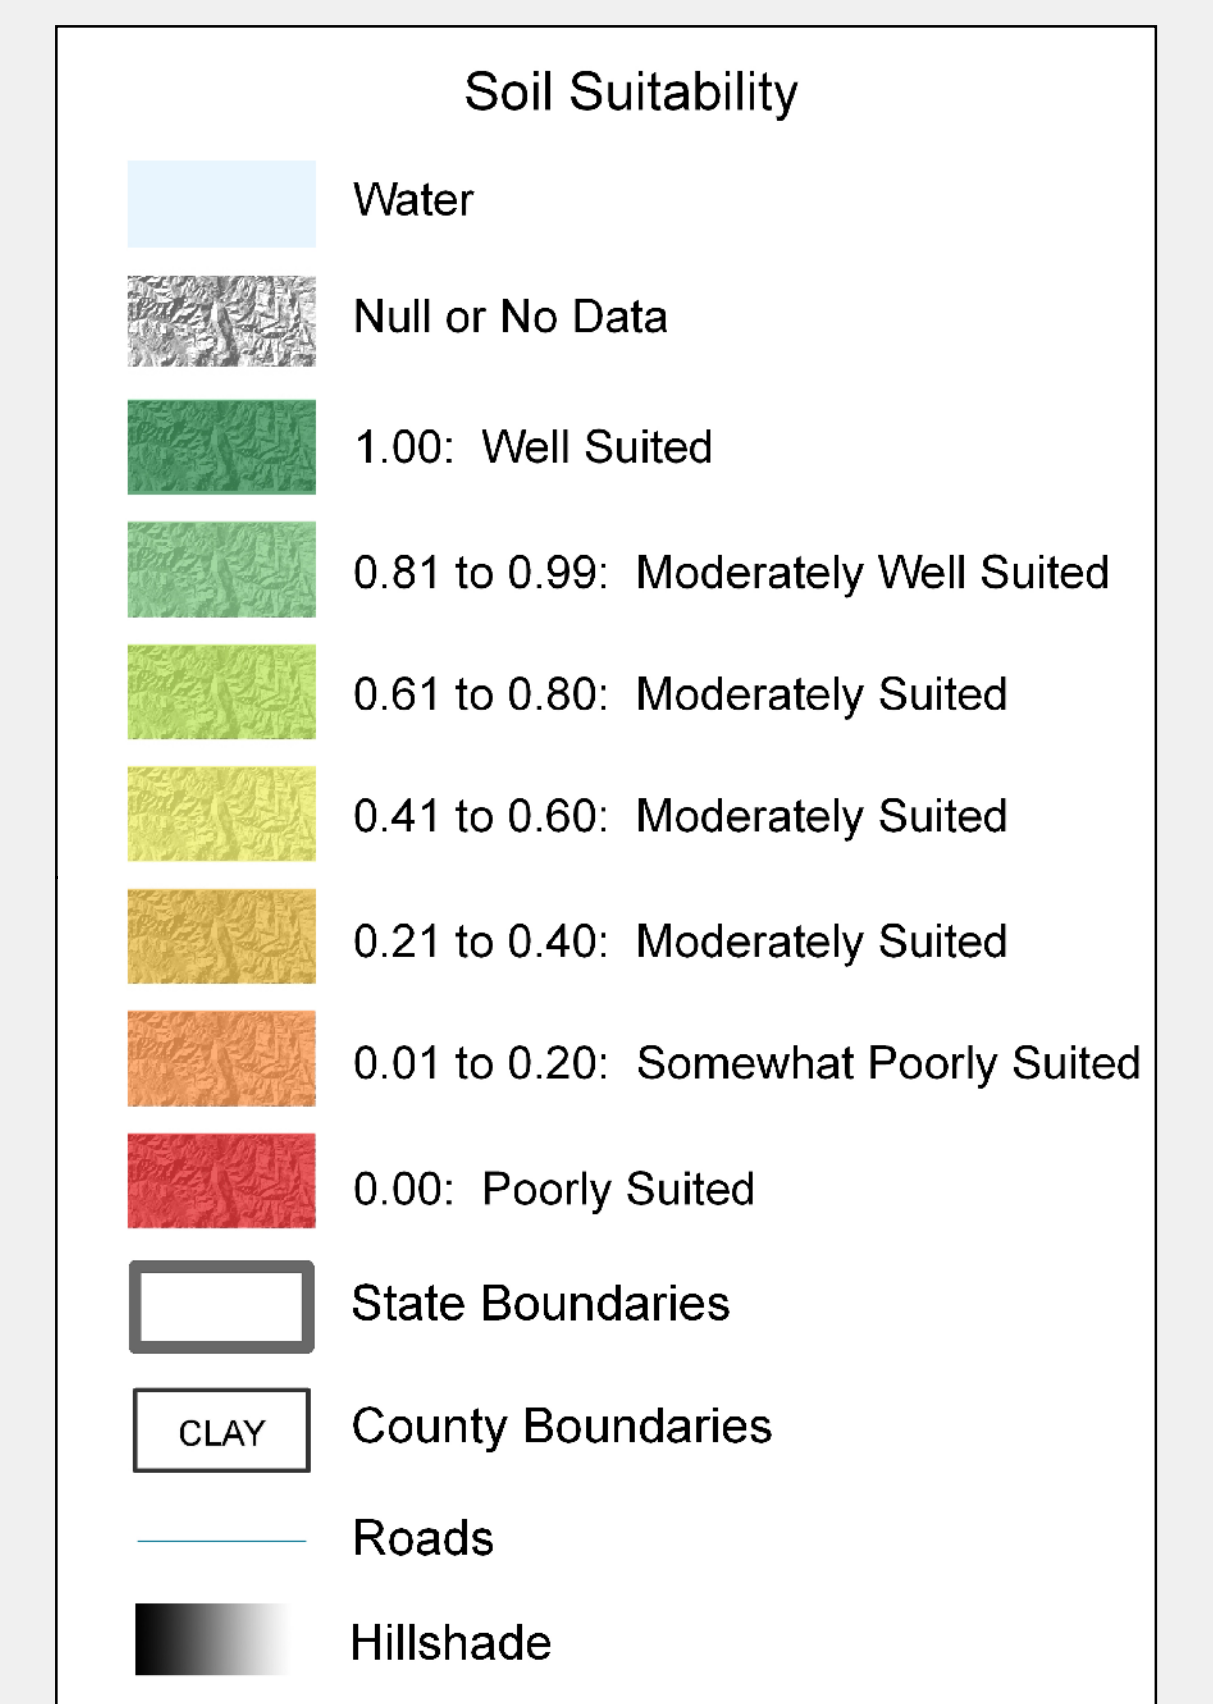 Soil Suitability
Water
Null or No Data
1.00:  Well Suited
0.81 to 0.99:  Moderately Well Suited
0.61 to 0.80:  Moderately Suited
0.41 to 0.60:  Moderately Suited
0.21 to 0.40:  Moderately Suited
0.01 to 0.20:  Somewhat Poorly Suited
0.00:  Poorly Suited
State Boundaries
CLAY County Boundaries
Roads
Hillshade